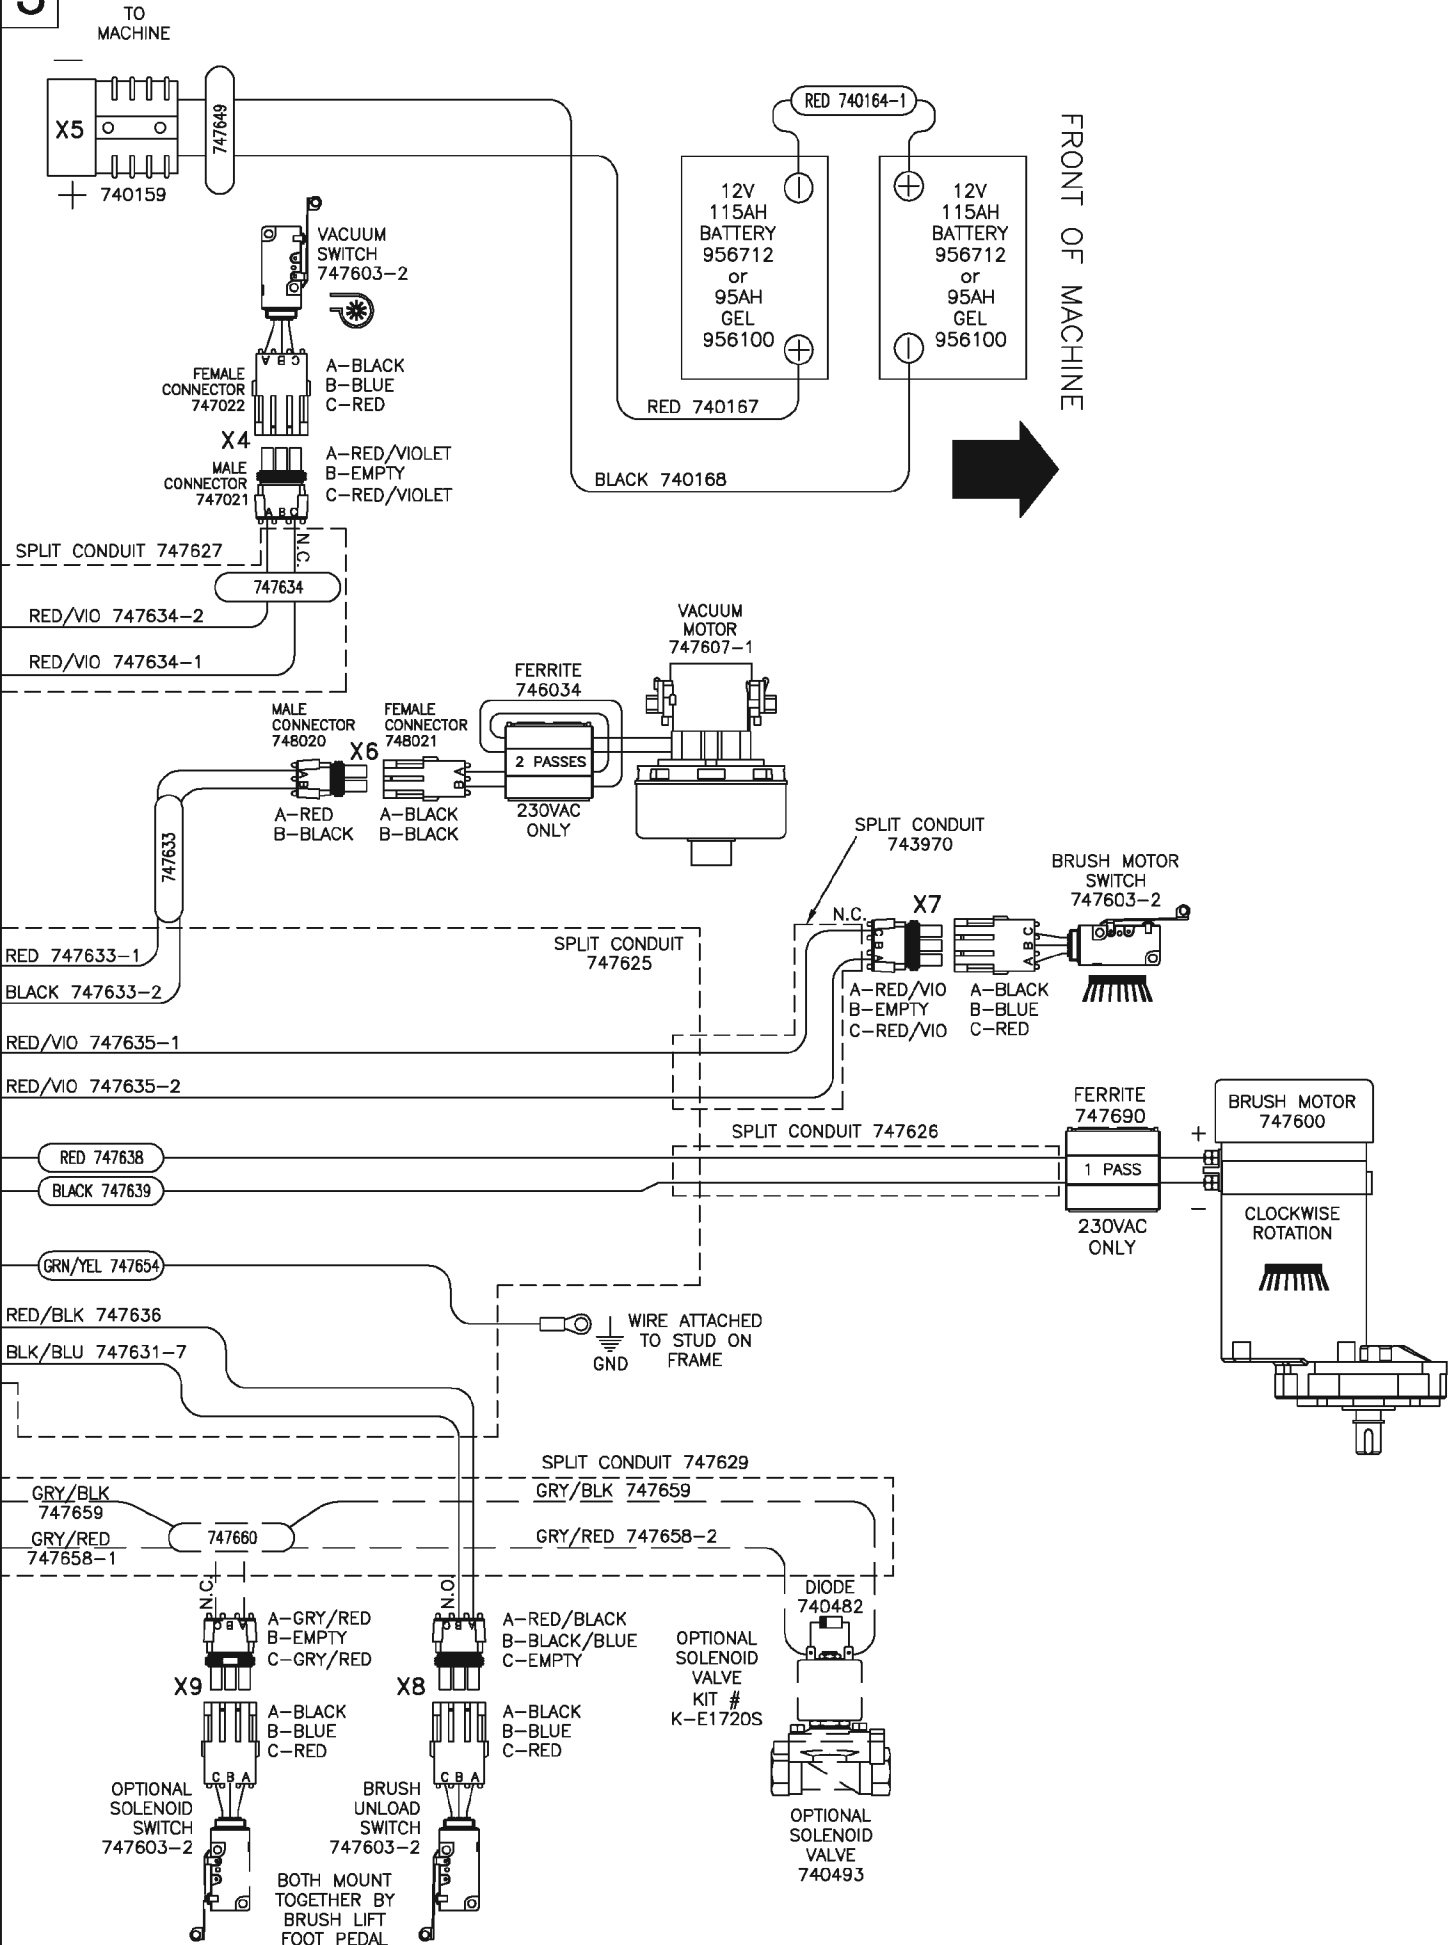 TO
MACHINE
X5
747649
740159
RED 740164-1
12V
115AH
BATTERY
956712
or
95AH
GEL
956100
12V
115AH
BATTERY
956712
or
95AH
GEL
956100
FRONT OF MACHINE
RED 740167
BLACK 740168
VACUUM
SWITCH
747603-2
FEMALE
CONNECTOR
747022
A B C
A-BLACK
B-BLUE
C-RED
X4
MALE
CONNECTOR
747021
A-RED/VIOLET
B-EMPTY
C-RED/VIOLET
A B C
N.C.
SPLIT CONDUIT 747627
747634
RED/VIO 747634-2
RED/VIO 747634-1
VACUUM
MOTOR
747607-1
FERRITE
746034
2 PASSES
230VAC
ONLY
MALE
CONNECTOR
748020
X6
FEMALE
CONNECTOR
748021
A
B
A
B
A-RED
B-BLACK
A-BLACK
B-BLACK
747633
SPLIT CONDUIT
743970
BRUSH MOTOR
SWITCH
747603-2
N.C.
X7
C
B
A
A B C
A-RED/VIO
B-EMPTY
C-RED/VIO
A-BLACK
B-BLUE
C-RED
SPLIT CONDUIT
747625
RED 747633-1
BLACK 747633-2
RED/VIO 747635-1
RED/VIO 747635-2
SPLIT CONDUIT 747626
FERRITE
747690
1 PASS
230VAC
ONLY
BRUSH MOTOR
747600
+
-
CLOCKWISE
ROTATION
RED 747638
BLACK 747639
GRN/YEL 747654
GND
WIRE ATTACHED
TO STUD ON
FRAME
RED/BLK 747636
BLK/BLU 747631-7
SPLIT CONDUIT 747629
GRY/BLK
747659
GRY/BLK 747659
747660
GRY/RED
747658-1
GRY/RED 747658-2
N.C.
C B A
A-GRY/RED
B-EMPTY
C-GRY/RED
X9
A-BLACK
B-BLUE
C-RED
C B A
OPTIONAL
SOLENOID
SWITCH
747603-2
N.O.
C B A
A-RED/BLACK
B-BLACK/BLUE
C-EMPTY
X8
A-BLACK
B-BLUE
C-RED
C B A
BRUSH
UNLOAD
SWITCH
747603-2
BOTH MOUNT
TOGETHER BY
BRUSH LIFT
FOOT PEDAL
DIODE
740482
OPTIONAL
SOLENOID
VALVE
KIT #
K-E1720S
OPTIONAL
SOLENOID
VALVE
740493